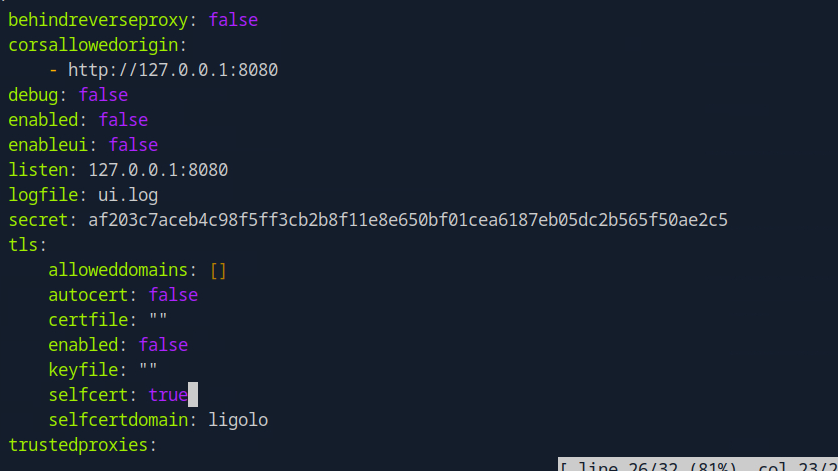 behindreverseproxy: false
corsallowedorigin:
    - http://127.0.0.1:8080
debug: false
enabled: false
enableui: false
listen: 127.0.0.1:8080
logfile: ui.log
secret: af203c7aceb4c98f5ff3cb2b8f11e8e650bf01cea6187eb05dc2b565f50ae2c5
tls:
    alloweddomains: []
    autocert: false
    certfile: ""
    enabled: false
    keyfile: ""
    selfcert: true
    selfcertdomain: ligolo
trustedproxies:
[ line 26/32 (81%), col 23/